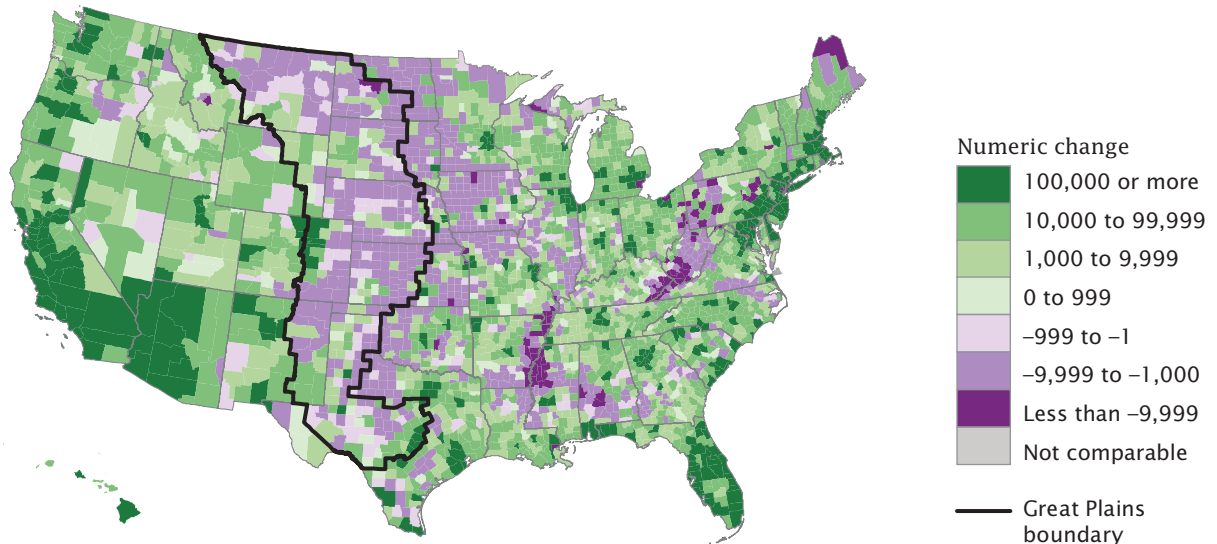 Numeric change
100,000 or more
10,000 to 99,999
1,000 to 9,999
0 to 999
–999 to –1
–9,999 to –1,000
Less than –9,999
Not comparable
Great Plains
boundary